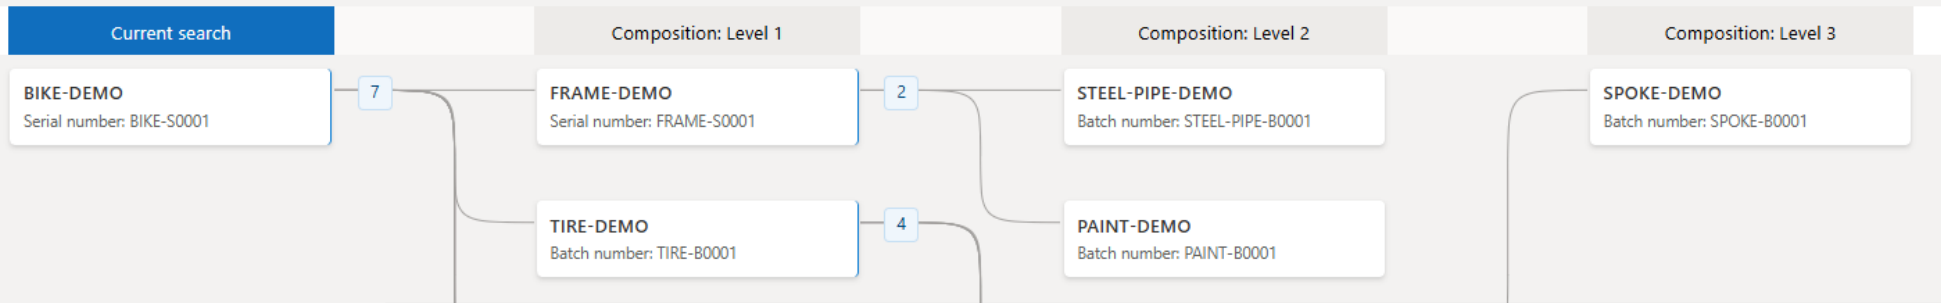 Current search
Composition: Level 1
Composition: Level 2
Composition: Level 3
BIKE-DEMO
Serial number: BIKE-S0001
7
FRAME-DEMO
Serial number: FRAME-S0001
2
STEEL-PIPE-DEMO
Batch number: STEEL-PIPE-B0001
SPOKE-DEMO
Batch number: SPOKE-B0001
TIRE-DEMO
Batch number: TIRE-B0001
4
PAINT-DEMO
Batch number: PAINT-B0001